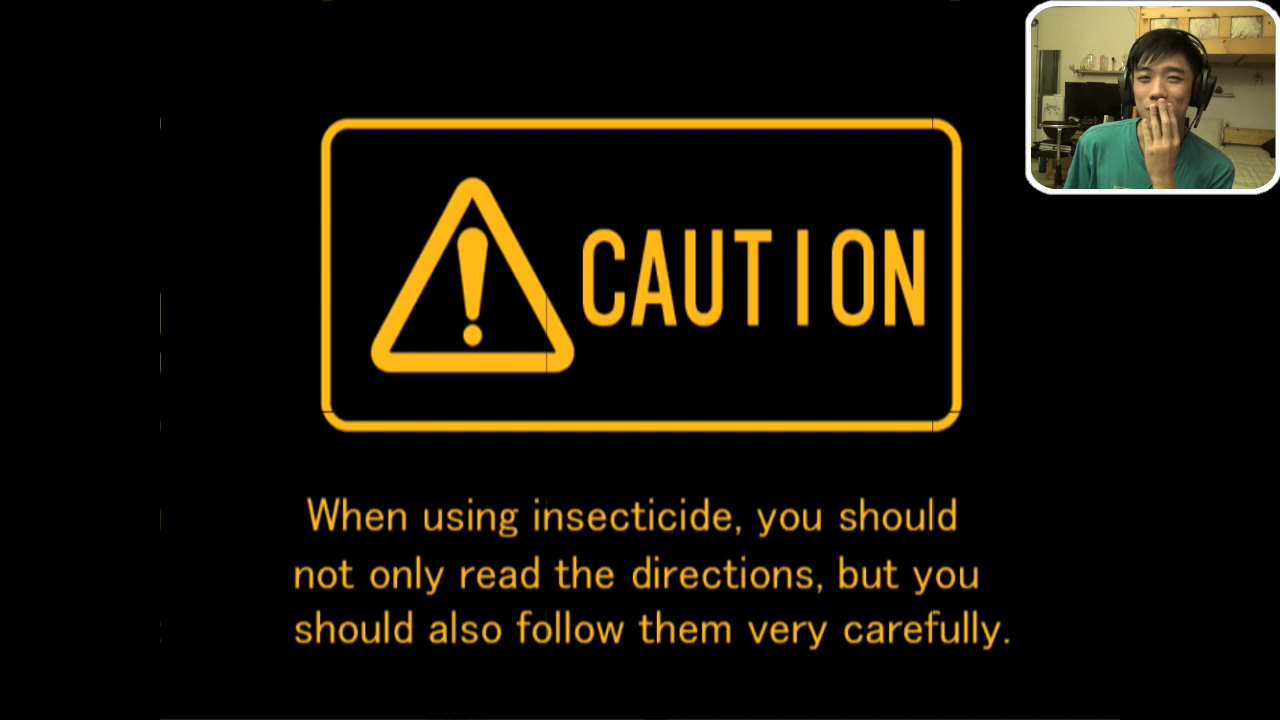 CAUTION
When using insecticide, you should
not only read the directions, but you
should also follow them very carefully.